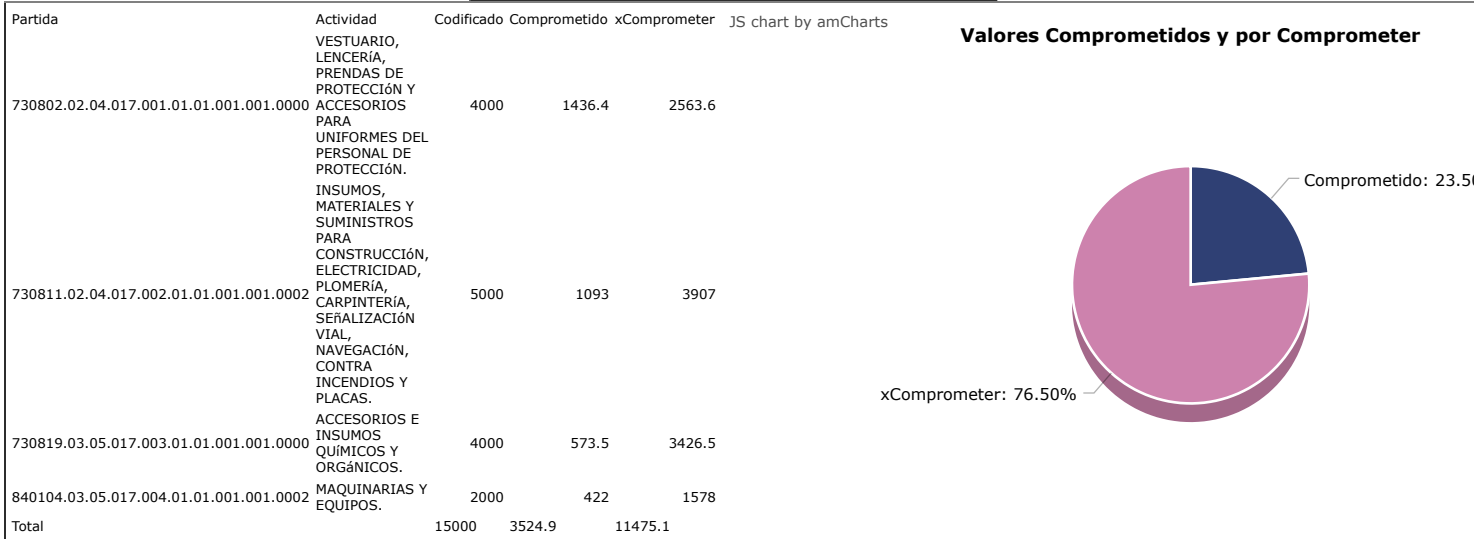 Partida Actividad Codificado Comprometido xComprometer
VESTUARIO,
LENCERíA,
PRENDAS DE
PROTECCIóN Y
730802.02.04.017.001.01.01.001.001.0000 ACCESORIOS 4000 1436.4 2563.6
PARA
UNIFORMES DEL
PERSONAL DE
PROTECCIóN.
INSUMOS,
MATERIALES Y
SUMINISTROS
PARA
CONSTRUCCIóN,
ELECTRICIDAD,
PLOMERíA,
730811.02.04.017.002.01.01.001.001.0002 CARPINTERíA, 5000 1093 3907
SEñALIZACIóN
VIAL,
NAVEGACIóN,
CONTRA
INCENDIOS Y
PLACAS.
ACCESORIOS E
INSUMOS
730819.03.05.017.003.01.01.001.001.0000 QUíMICOS Y 4000 573.5 3426.5
ORGáNICOS.
840104.03.05.017.004.01.01.001.001.0002 MAQUINARIAS Y 2000 422 1578
EQUIPOS.
Total 15000 3524.9 11475.1
JS chart by amCharts
Valores Comprometidos y por Comprometer
Comprometido: 23.50
xComprometer: 76.50%